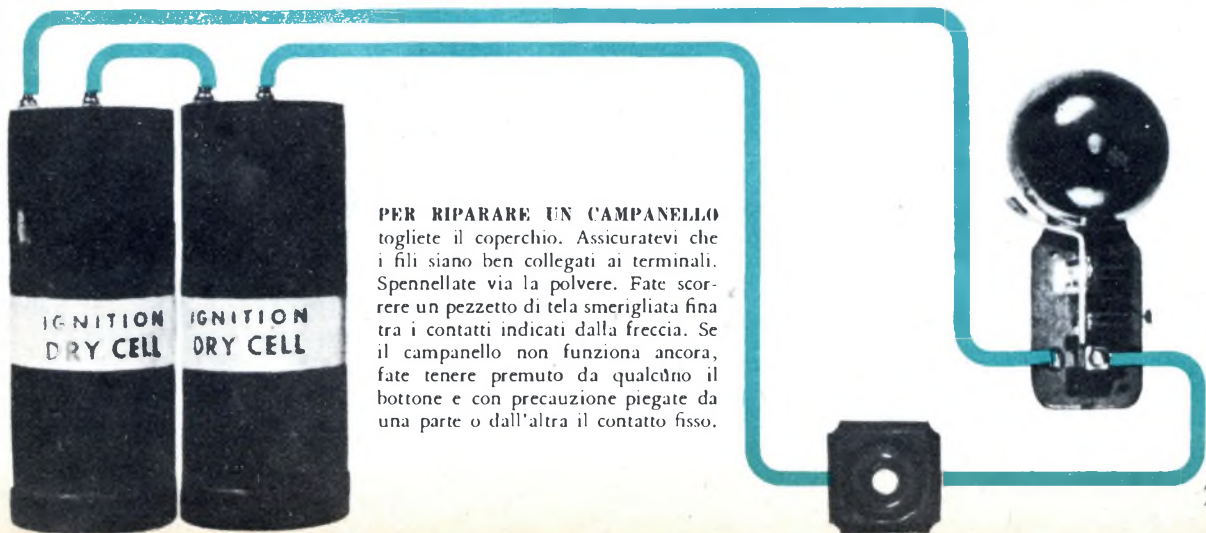 IGNITION
DRY CELL
IGNITION
DRY CELL
PER RIPARARE UN CAMPANELLO
togliete il coperchio. Assicuratevi che
i fili siano ben collegati ai terminali.
Spennellate via la polvere. Fate scor-
rere un pezzetto di tela smerigliata fina
tra i contatti indicati dalla freccia. Se
il campanello non funziona ancora,
fate tenere premuto da qualcuno il
bottone e con precauzione piegate da
una parte o dall'altra il contatto fisso.